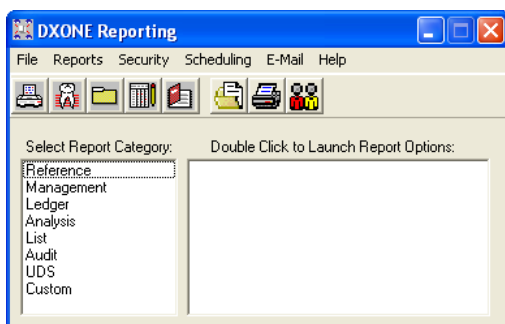 DXONE Reporting
File Reports Security Scheduling E-Mail Help
Select Report Category: Double Click to Launch Report Options:
Reference
Management
Ledger
Analysis
List
Audit
UDS
Custom